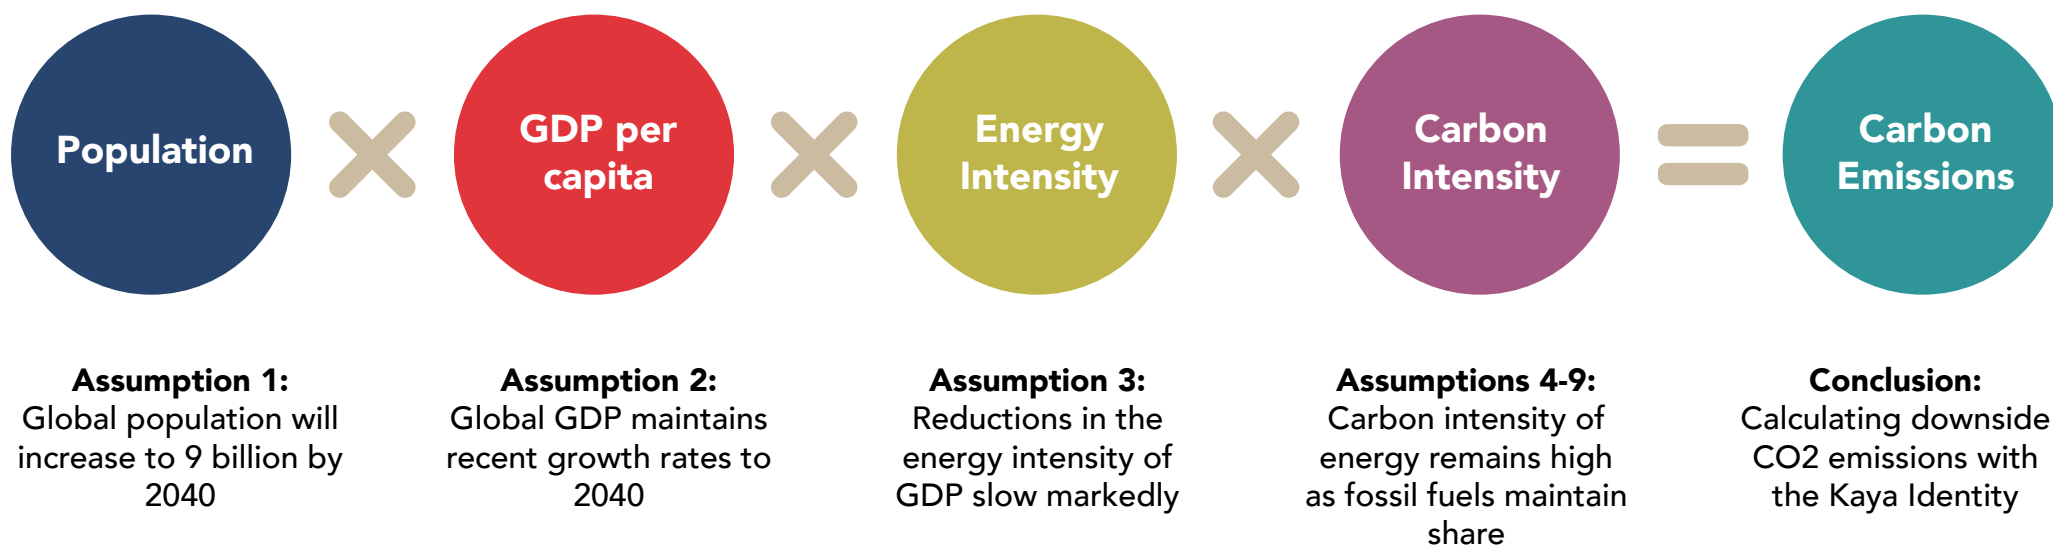 Population
GDP per
capita
Energy
Intensity
Carbon
Intensity
Carbon
Emissions
Assumption 1:
Global population will
increase to 9 billion by
2040
Assumption 2:
Global GDP maintains
recent growth rates to
2040
Assumption 3:
Reductions in the
energy intensity of
GDP slow markedly
Assumptions 4-9:
Carbon intensity of
energy remains high
as fossil fuels maintain
share
Conclusion:
Calculating downside
CO2 emissions with
the Kaya Identity